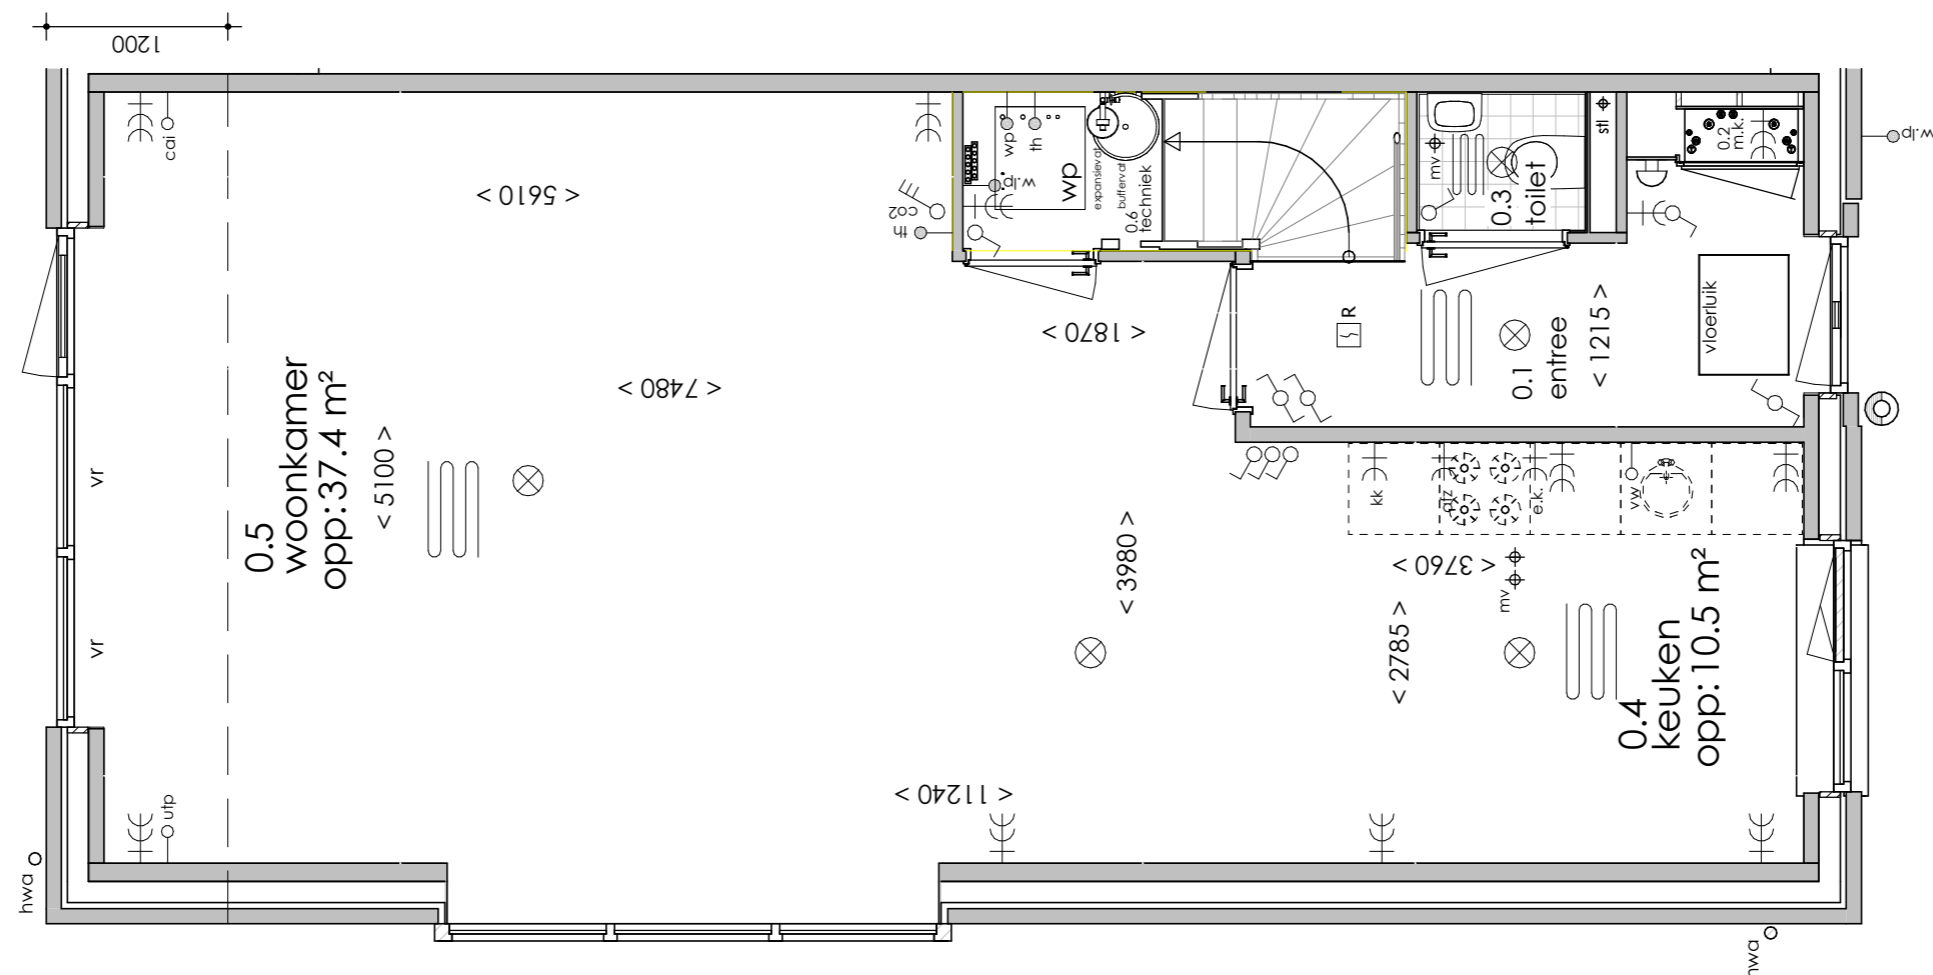 1200
cai
< 5610 >
wp
th
w.lp
wp
expansievat
buffervat
0.6
techniek
co2
th
mv
0.3
toilet
stl
0.2
m.k.
w.lp
< 1870 >
R
0.1
entree
< 1215 >
vloerluik
< 7480 >
0.5
woonkamer
opp:37.4 m²
< 5100 >
vr
vr
kk
afz
e.k.
vw
< 3980 >
< 3760 >
mv
< 2785 >
0.4
keuken
opp:10.5 m²
< 11240 >
utp
hwa
hwa